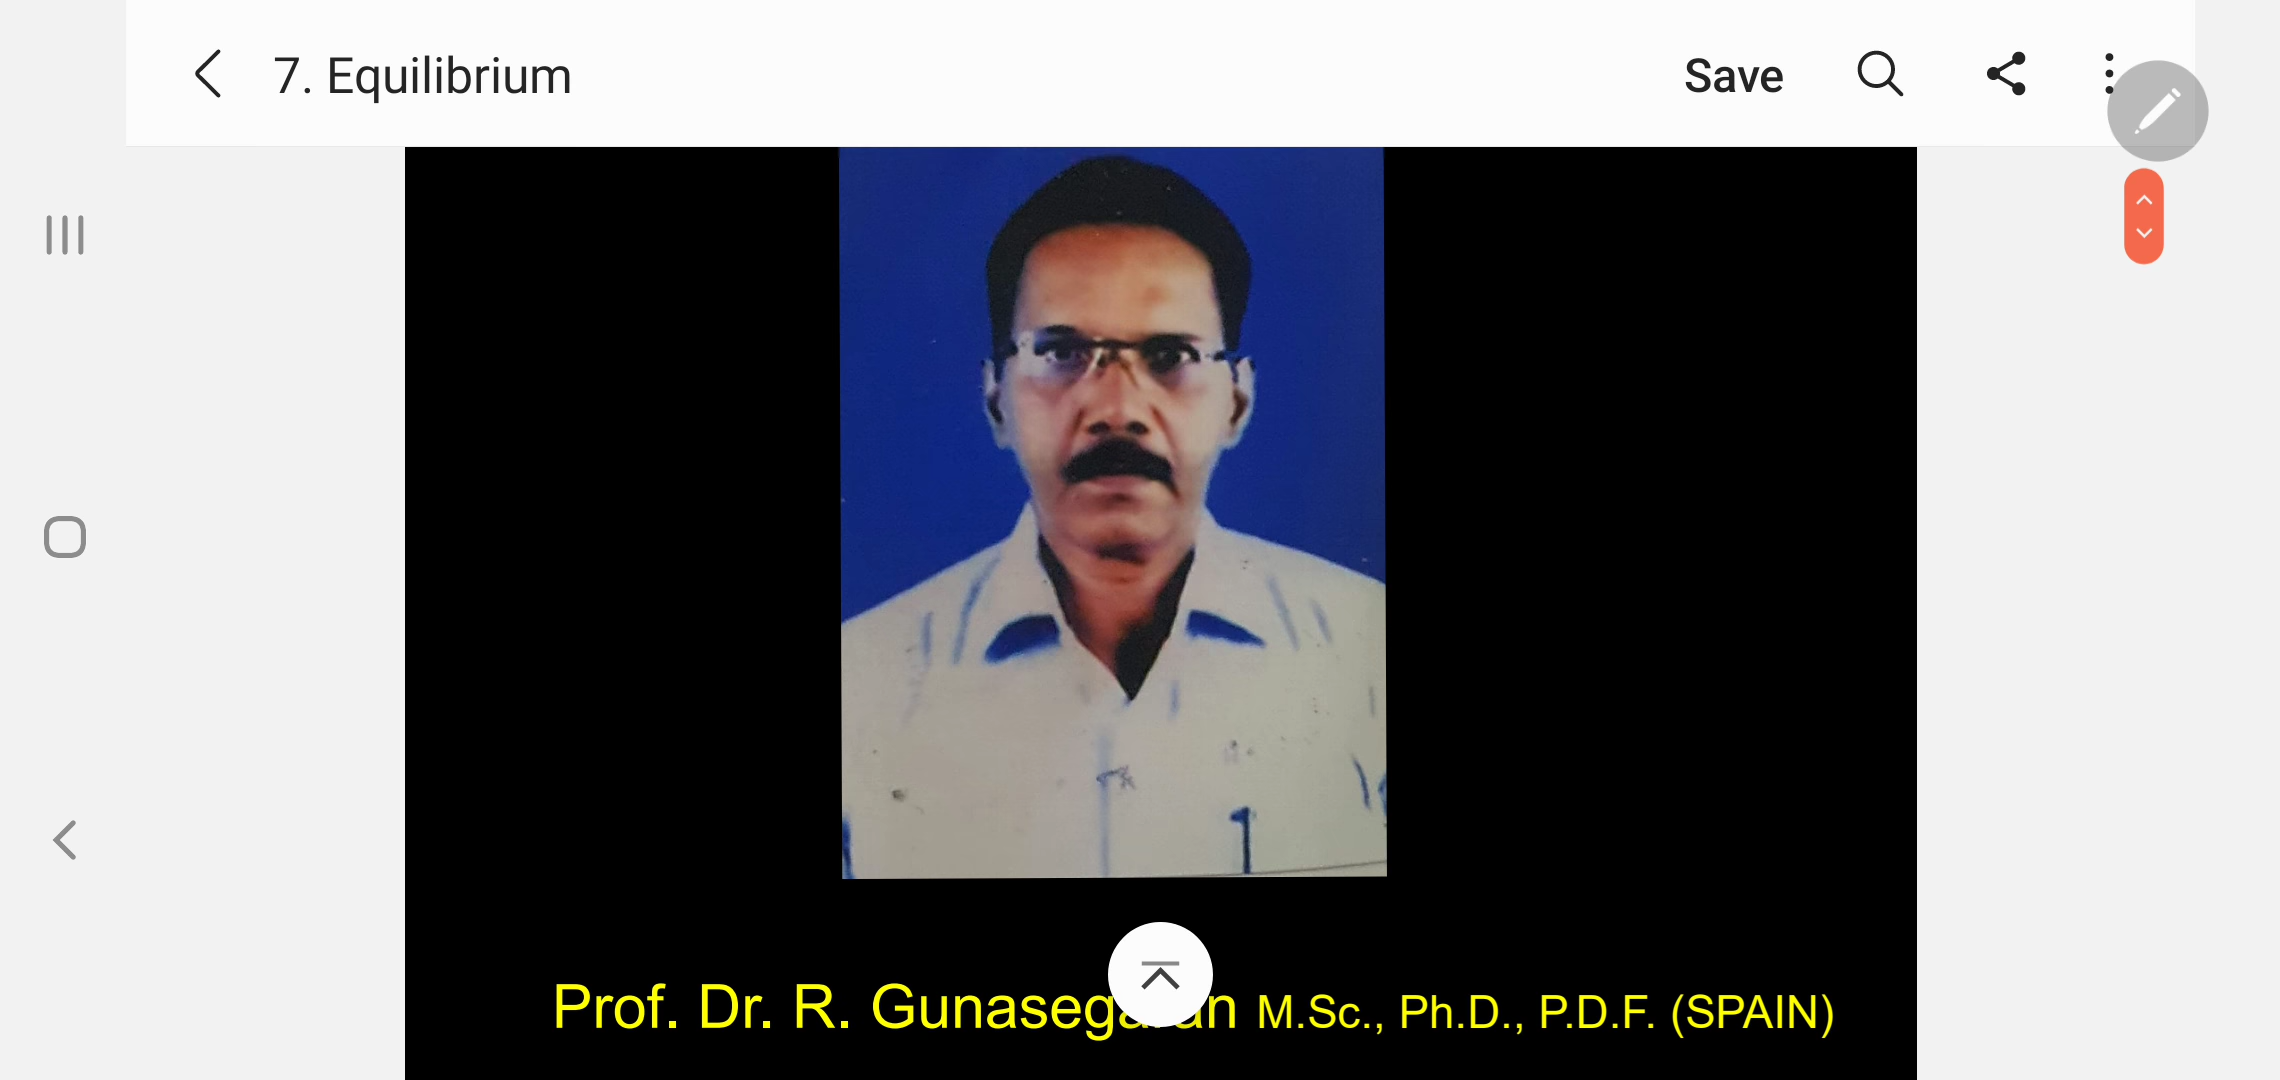 7. Equilibrium
Save
Prof. Dr. R. M.Sc., Ph.D., P.D.F. (SPAIN)